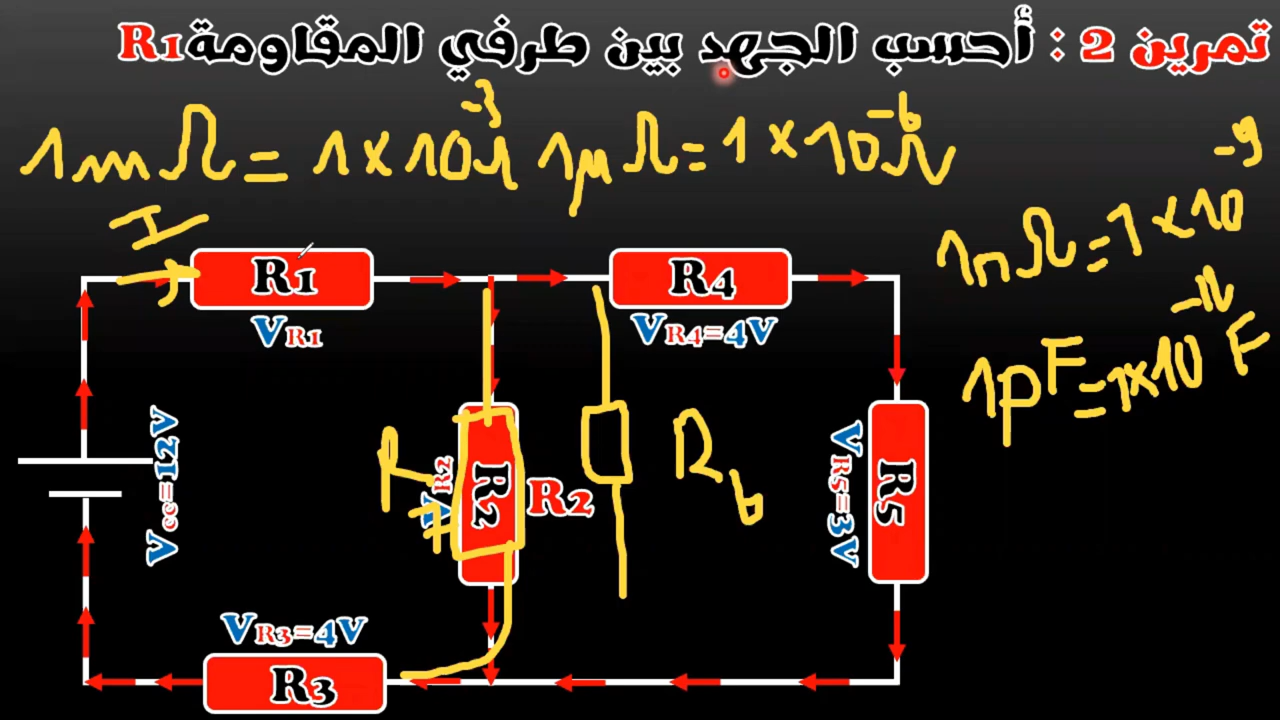 تمرين 2 : أحسب الجهد بين طرفي المقاومة R1
1mΩ = 1 × 10⁻³Ω 1μΩ = 1 × 10⁻⁶Ω
1nΩ = 1 × 10⁻⁹
1pF = 1 × 10⁻¹² F
I
R1
VR1
R4
VR4=4V
Vcc=12V
R
VR2
R2
R2
Rb
VR5=3V
R5
VR3=4V
R3